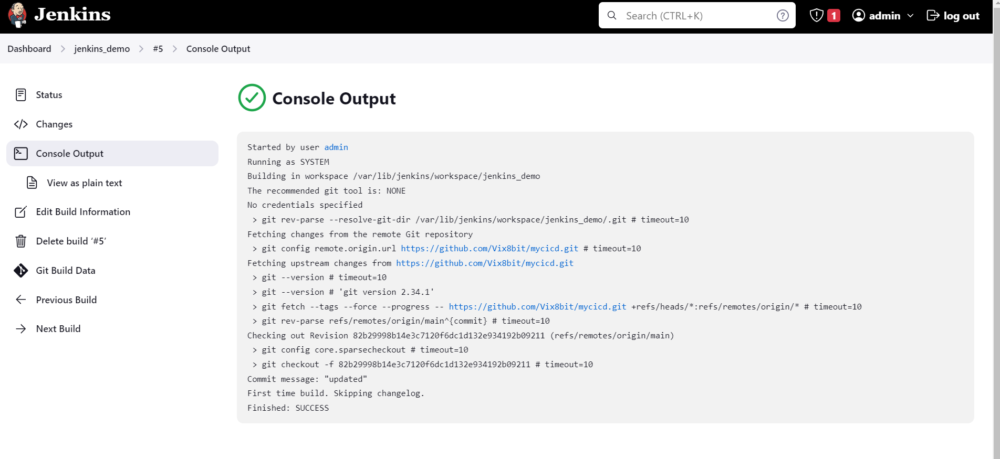 Jenkins
Search (CTRL+K)
1
admin
log out
Dashboard
jenkins_demo
#5
Console Output
Status
Changes
Console Output
View as plain text
Edit Build Information
Delete build ‘#5’
Git Build Data
Previous Build
Next Build
Console Output
Started by user admin
Running as SYSTEM
Building in workspace /var/lib/jenkins/workspace/jenkins_demo
The recommended git tool is: NONE
No credentials specified
> git rev-parse --resolve-git-dir /var/lib/jenkins/workspace/jenkins_demo/.git # timeout=10
Fetching changes from the remote Git repository
> git config remote.origin.url https://github.com/Vix8bit/mycicd.git # timeout=10
Fetching upstream changes from https://github.com/Vix8bit/mycicd.git
> git --version # timeout=10
> git --version # 'git version 2.34.1'
> git fetch --tags --force --progress -- https://github.com/Vix8bit/mycicd.git +refs/heads/*:refs/remotes/origin/* # timeout=10
> git rev-parse refs/remotes/origin/main^{commit} # timeout=10
Checking out Revision 82b29998b14e3c7120f6dc1d132e934192b09211 (refs/remotes/origin/main)
> git config core.sparsecheckout # timeout=10
> git checkout -f 82b29998b14e3c7120f6dc1d132e934192b09211 # timeout=10
Commit message: "updated"
First time build. Skipping changelog.
Finished: SUCCESS